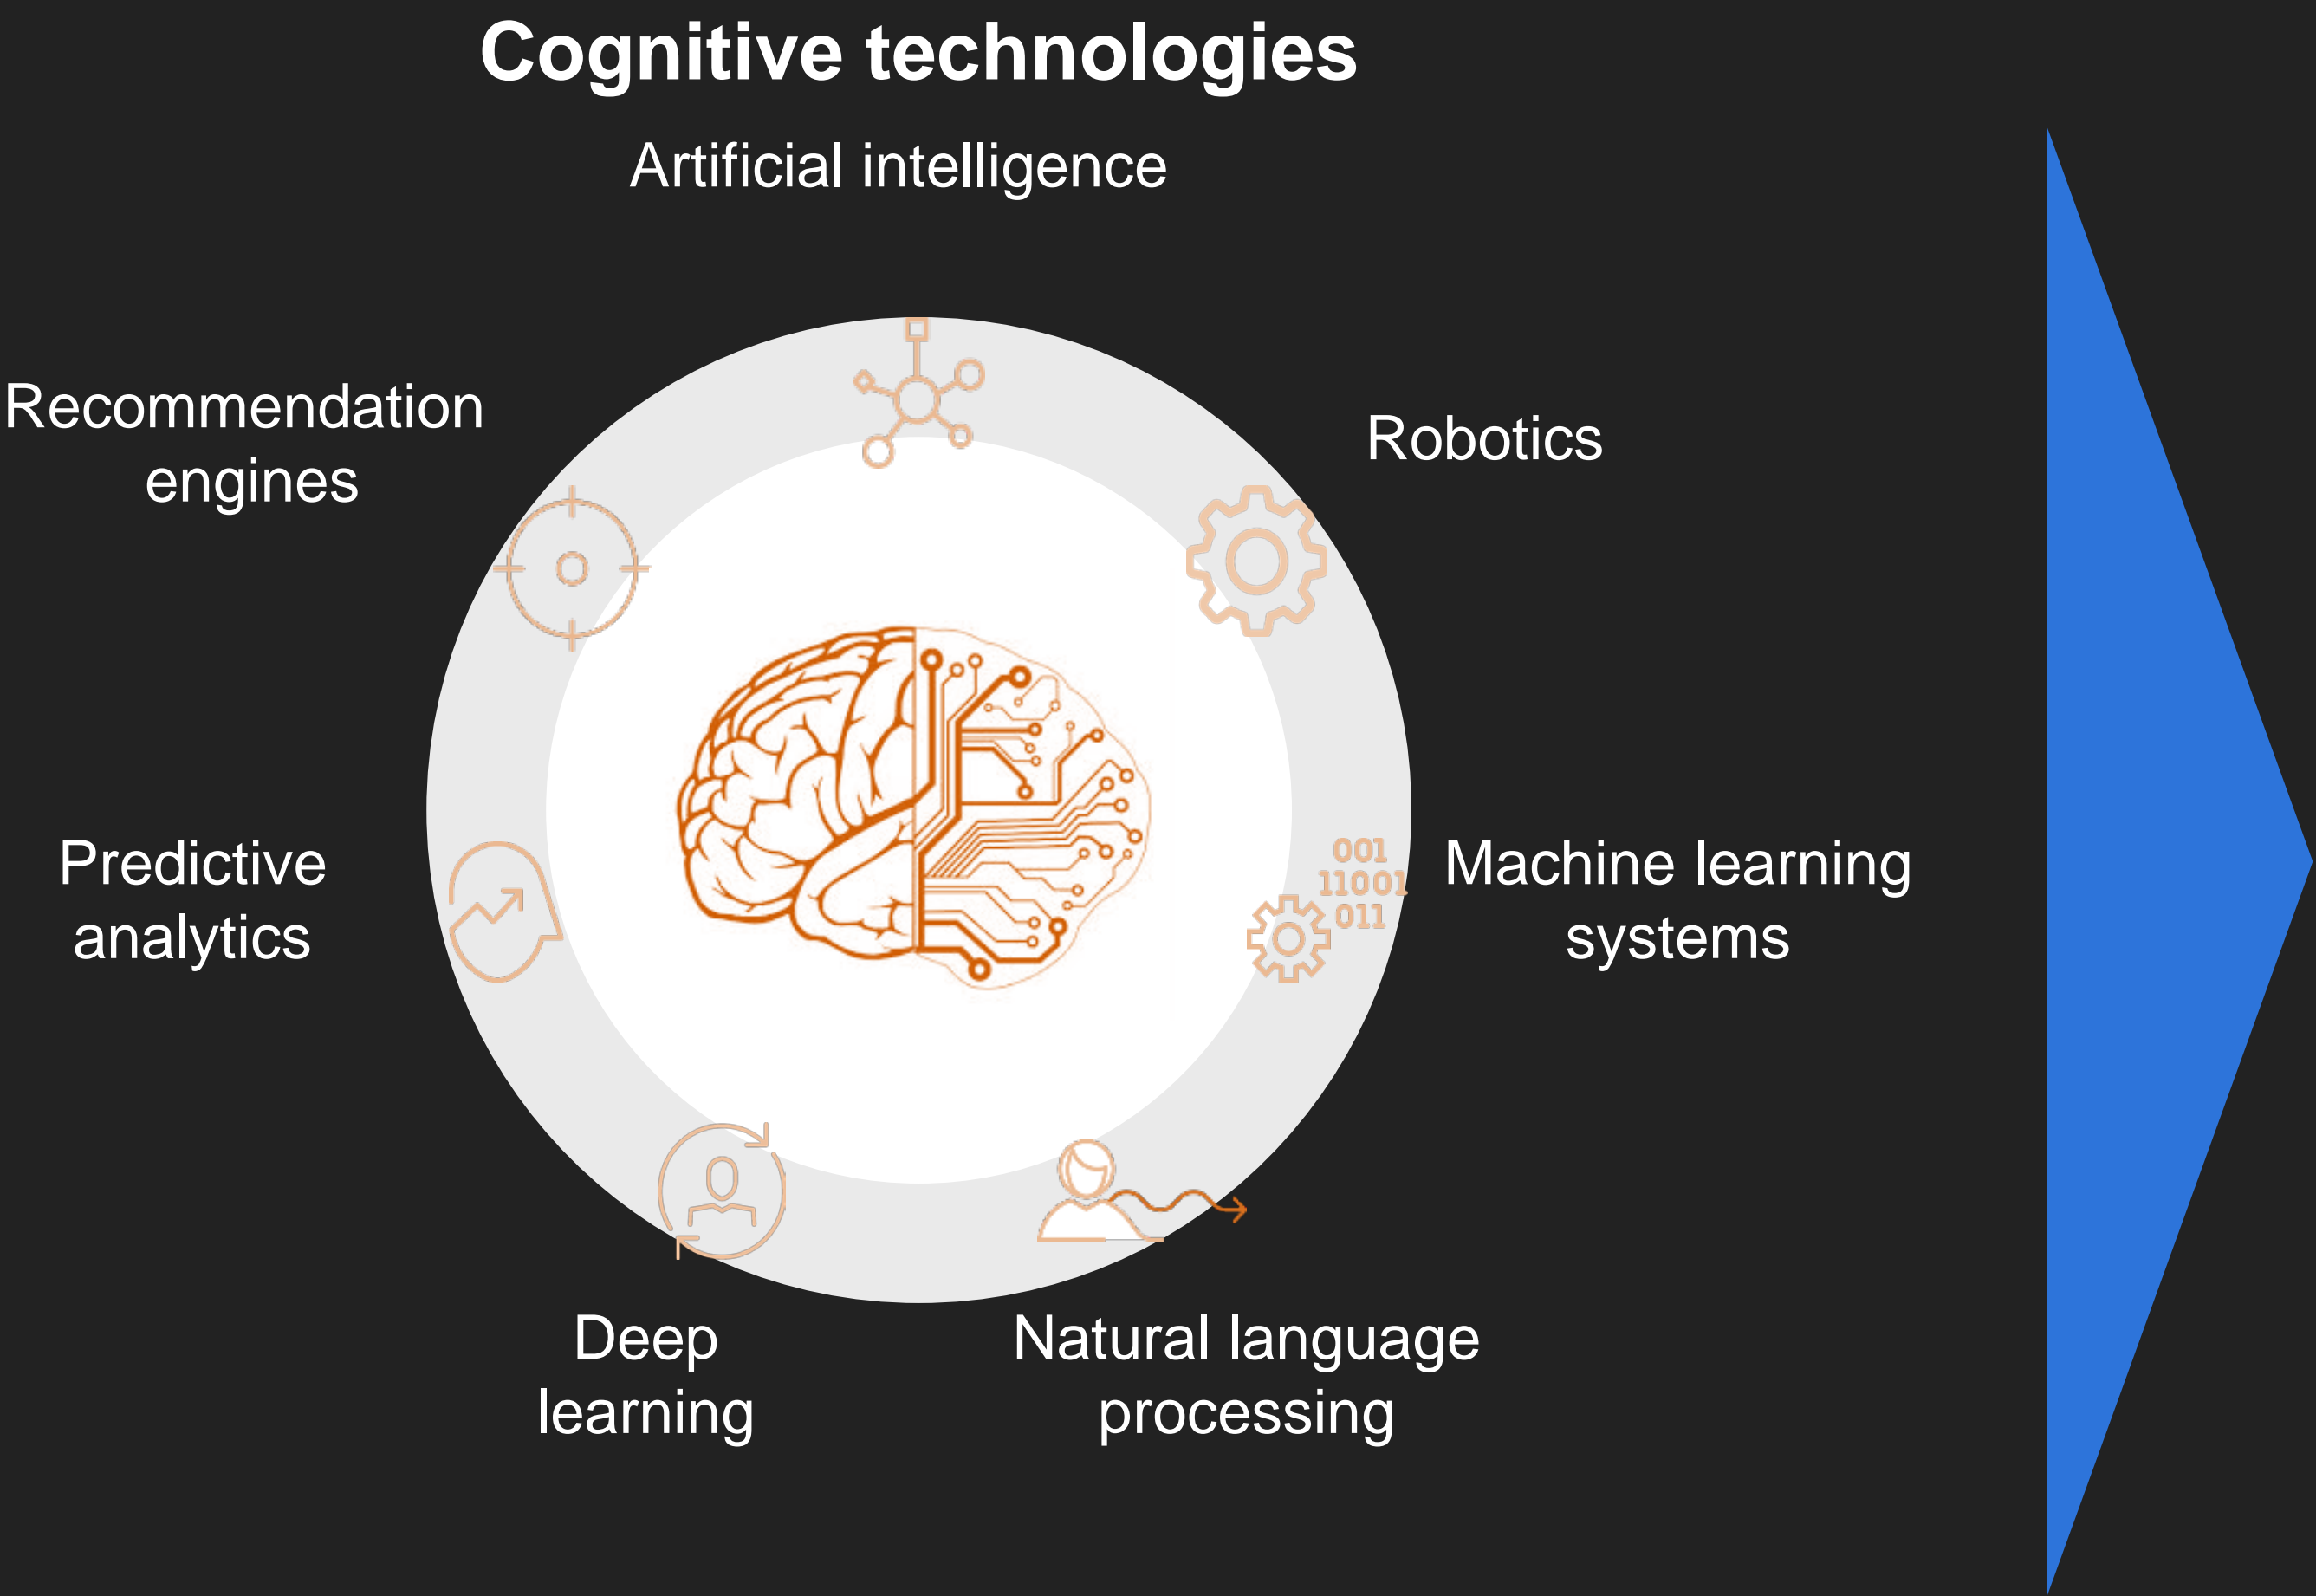 Cognitive technologies
Artificial intelligence
Recommendation
engines
Robotics
Predictive
analytics
001
11001
011
Machine learning
systems
Deep
learning
Natural language
processing